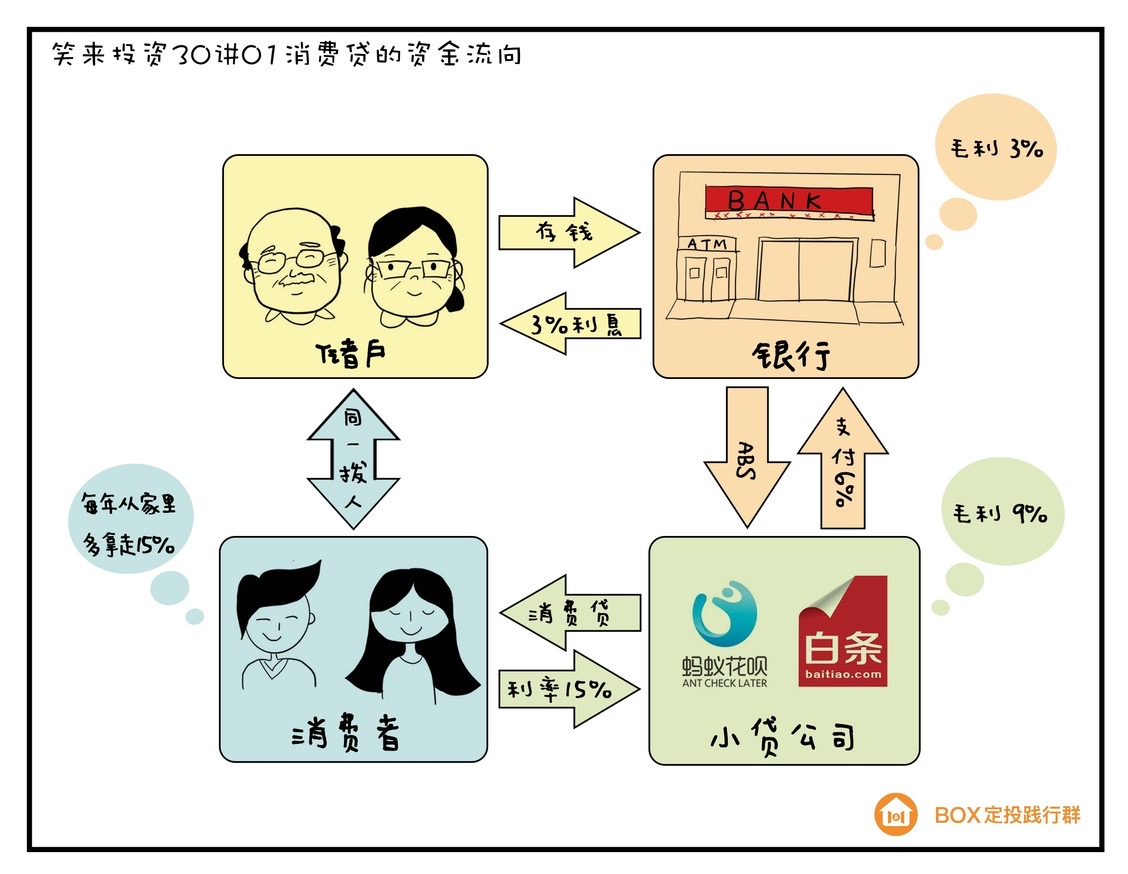 笑来投资30讲01消费贷的资金流向
毛利 3%
BANK
ATM
银行
储户
存钱
3%利息
同一拨人
ABS
支付6%
每年从家里
多拿走15%
毛利 9%
消费者
消费贷
利率15%
蚂蚁花呗
ANT CHECK LATER
白条
baitiao.com
小贷公司
BOX定投践行群